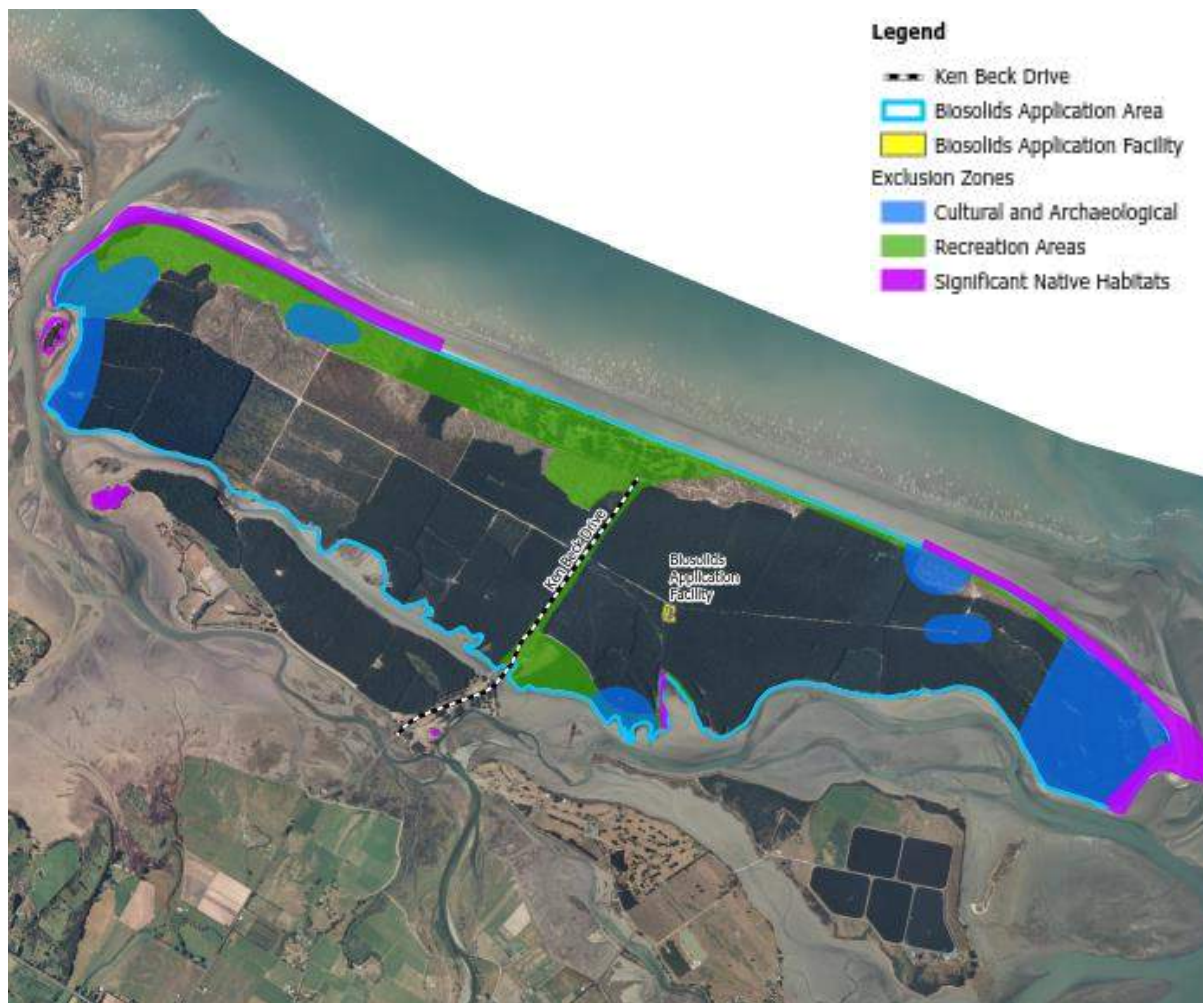 Legend
Ken Beck Drive
Biosolids Application Area
Biosolids Application Facility
Exclusion Zones
Cultural and Archaeological
Recreation Areas
Significant Native Habitats
Ken Beck Drive
Biosolids
Application
Facility